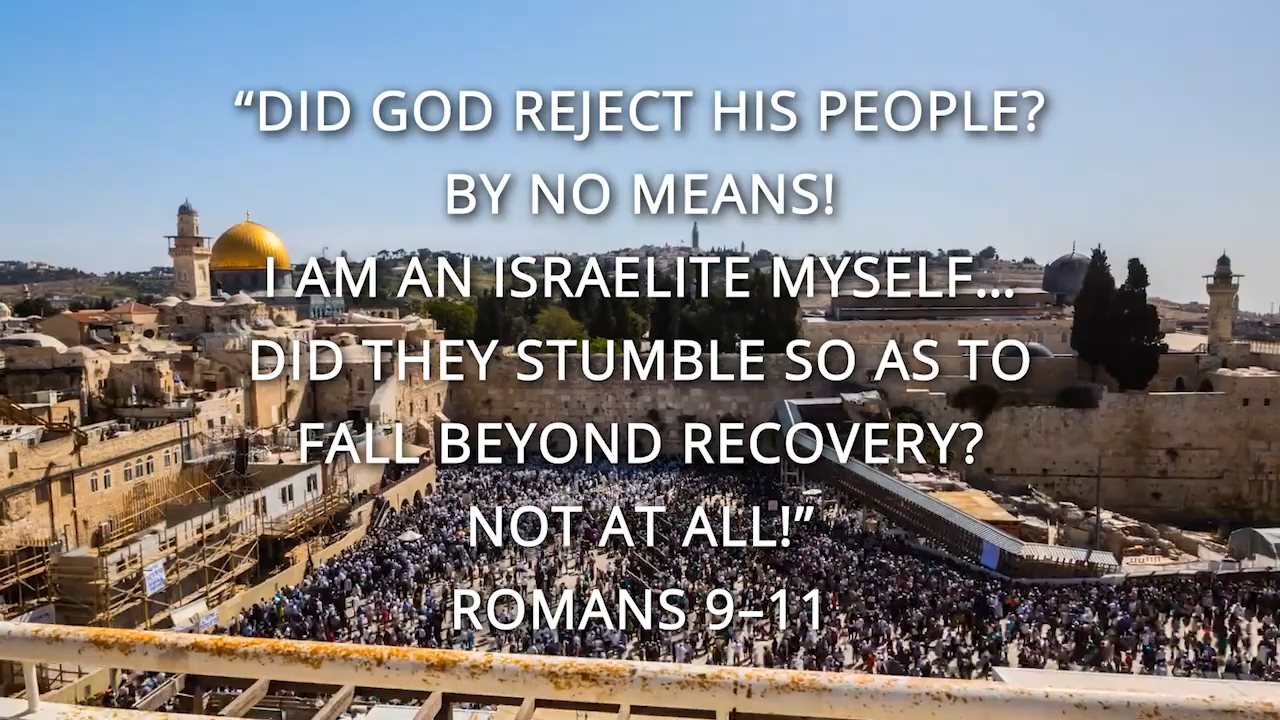 “DID GOD REJECT HIS PEOPLE?
BY NO MEANS!
I AM AN ISRAELITE MYSELF...
DID THEY STUMBLE SO AS TO
FALL BEYOND RECOVERY?
NOT AT ALL!”
ROMANS 9–11